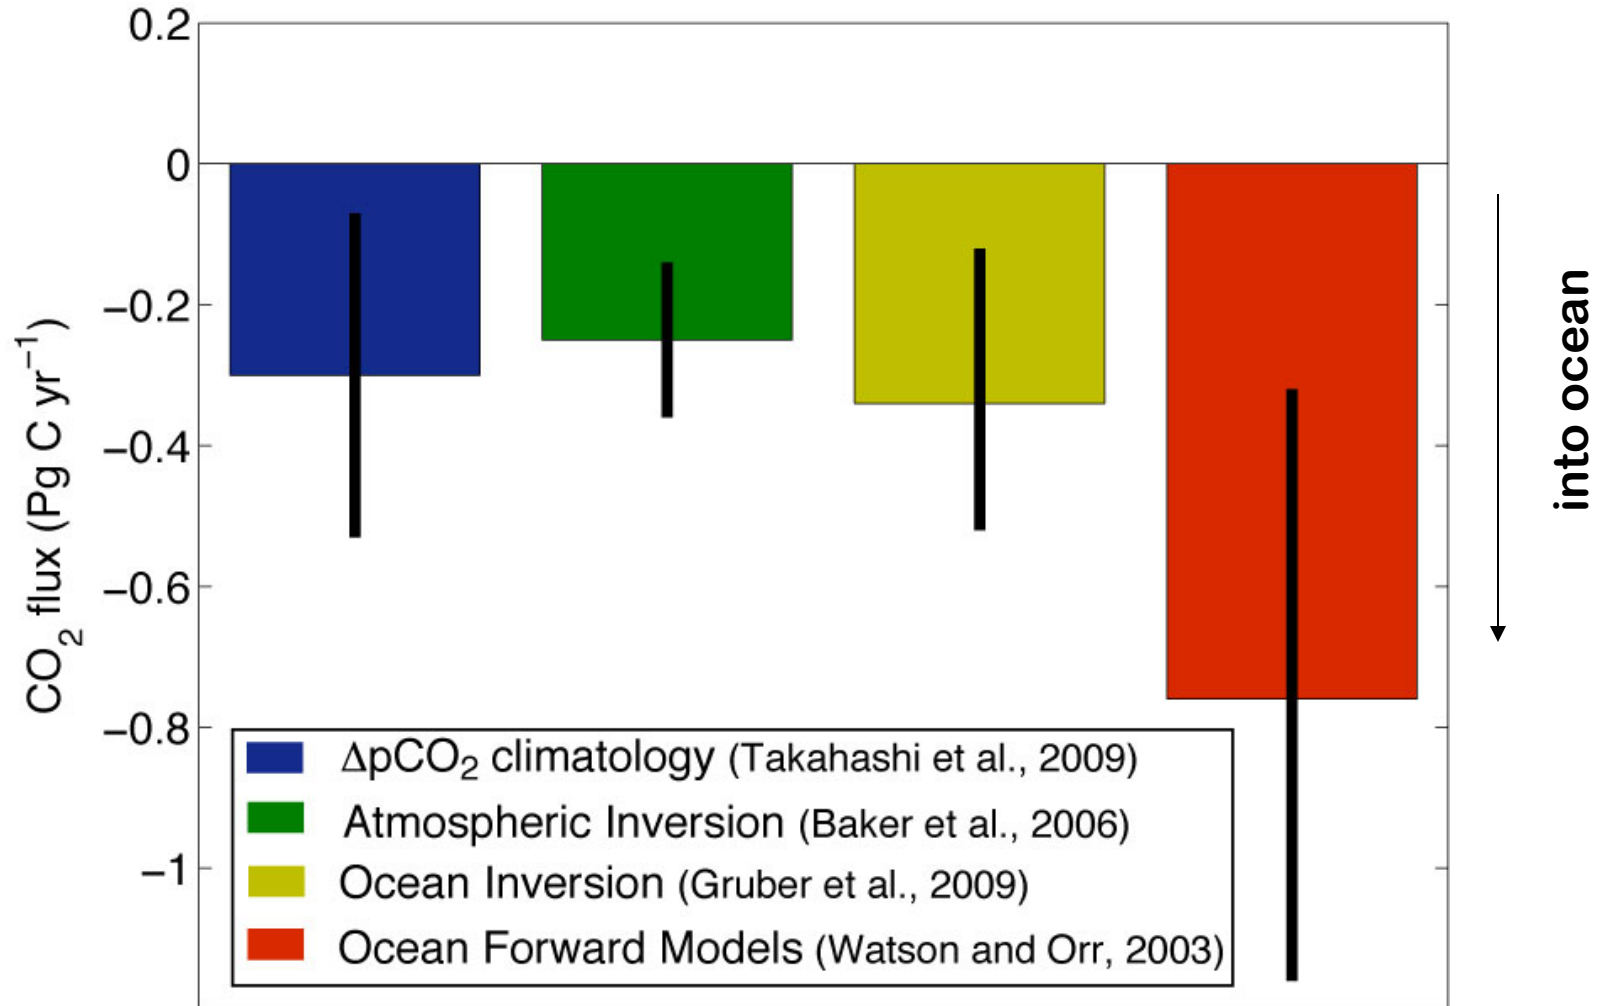 0.2
0
−0.2
−0.4
−0.6
−0.8
−1
CO₂ flux (Pg C yr⁻¹)
into ocean
ΔpCO₂ climatology (Takahashi et al., 2009)
Atmospheric Inversion (Baker et al., 2006)
Ocean Inversion (Gruber et al., 2009)
Ocean Forward Models (Watson and Orr, 2003)